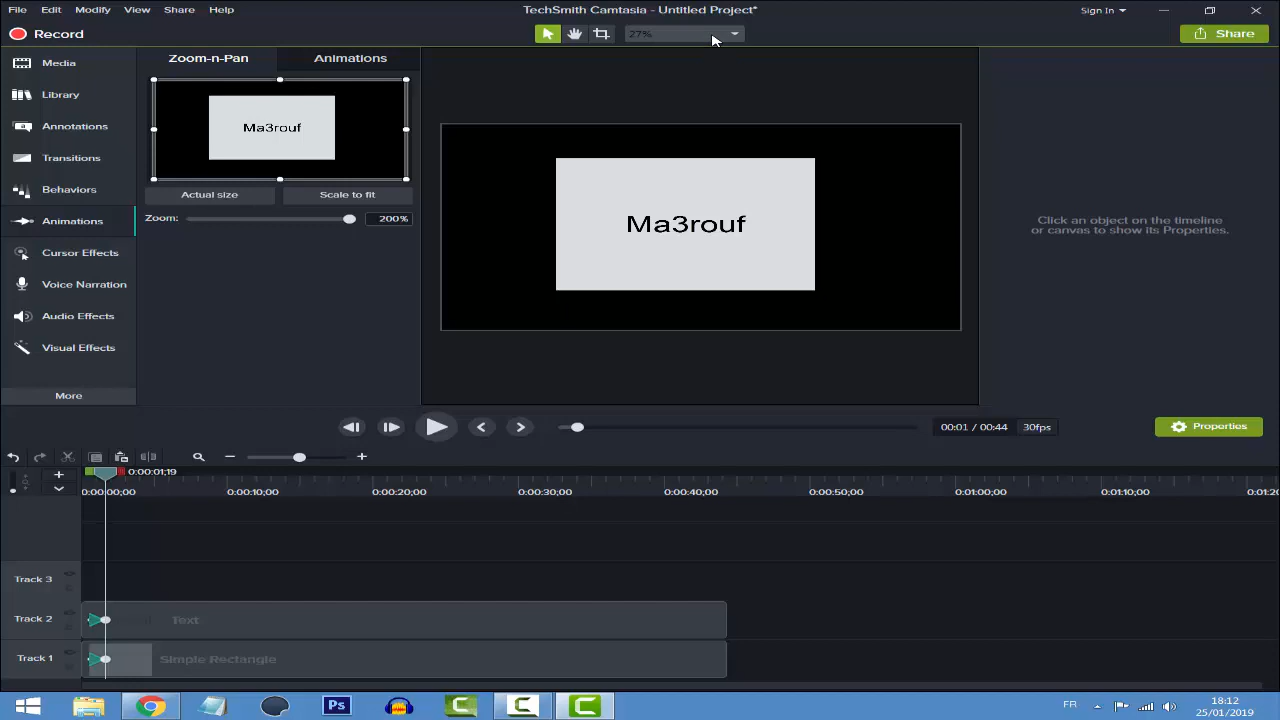 File Edit Modify View Share Help
TechSmith Camtasia - Untitled Project*
Sign In
Record
27%
Share
Media
Library
Annotations
Transitions
Behaviors
Animations
Cursor Effects
Voice Narration
Audio Effects
Visual Effects
More
Zoom-n-Pan
Animations
Ma3rouf
Actual size
Scale to fit
Zoom:
200%
Ma3rouf
Click an object on the timeline
or canvas to show its Properties.
00:01 / 00:44
30fps
Properties
0:00:01;19
0:00:00;00
0:00:10;00
0:00:20;00
0:00:30;00
0:00:40;00
0:00:50;00
0:01:00;00
0:01:10;00
0:01:20
Track 3
Track 2
Text
Track 1
Simple Rectangle
Ps
FR
18:12
25/01/2019